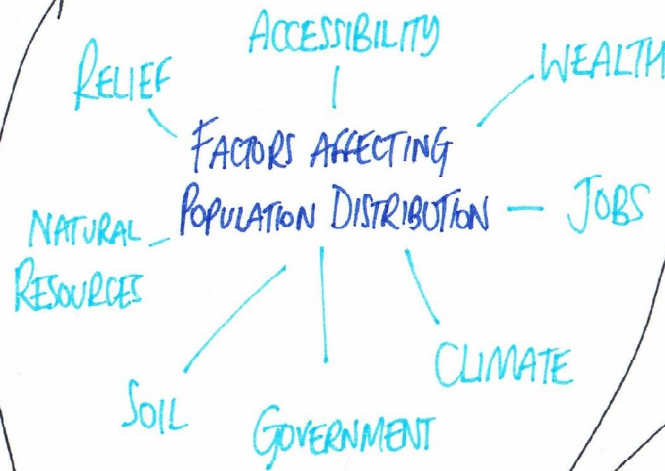 ACCESSIBILITY
RELIEF
WEALTH
FACTORS AFFECTING
POPULATION DISTRIBUTION
JOBS
NATURAL
RESOURCES
CLIMATE
SOIL
GOVERNMENT